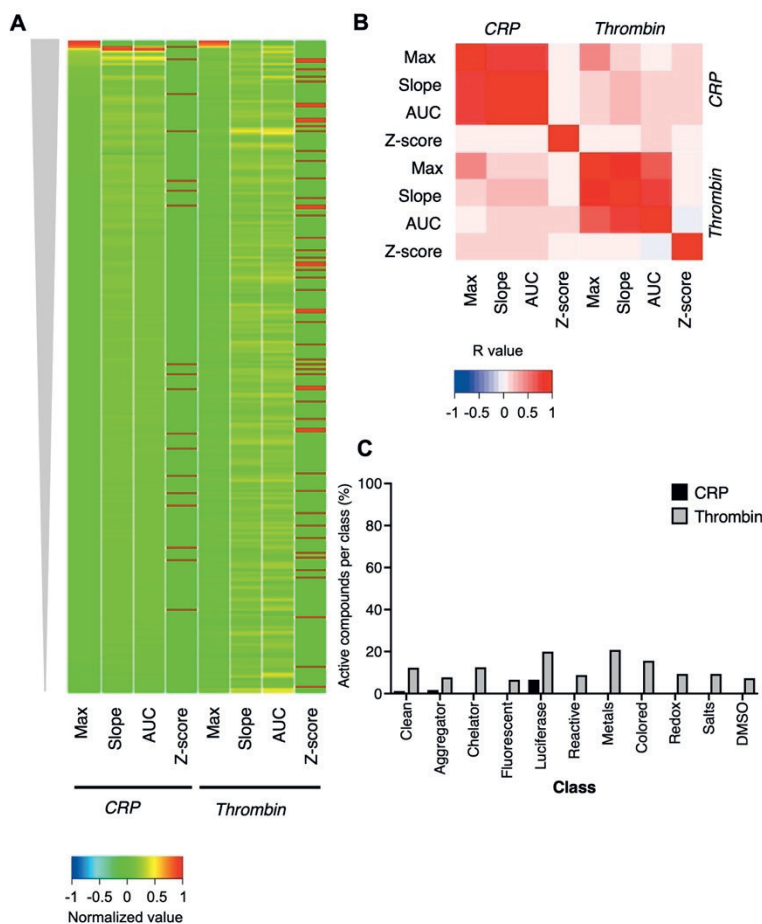 A
Max
Slope
AUC
Z-score
Max
Slope
AUC
Z-score
CRP
Thrombin
-1 -0.5 0 0.5 1
Normalized value
B
CRP Thrombin
Max
Slope
AUC
Z-score
Max
Slope
AUC
Z-score
CRP
Thrombin
Max
Slope
AUC
Z-score
Max
Slope
AUC
Z-score
R value
-1 -0.5 0 0.5 1
C
CRP
Thrombin
Active compounds per class (%)
100
80
60
40
20
0
Clean
Aggregator
Chelator
Fluorescent
Luciferase
Reactive
Metals
Colored
Redox
Salts
DMSO
Class